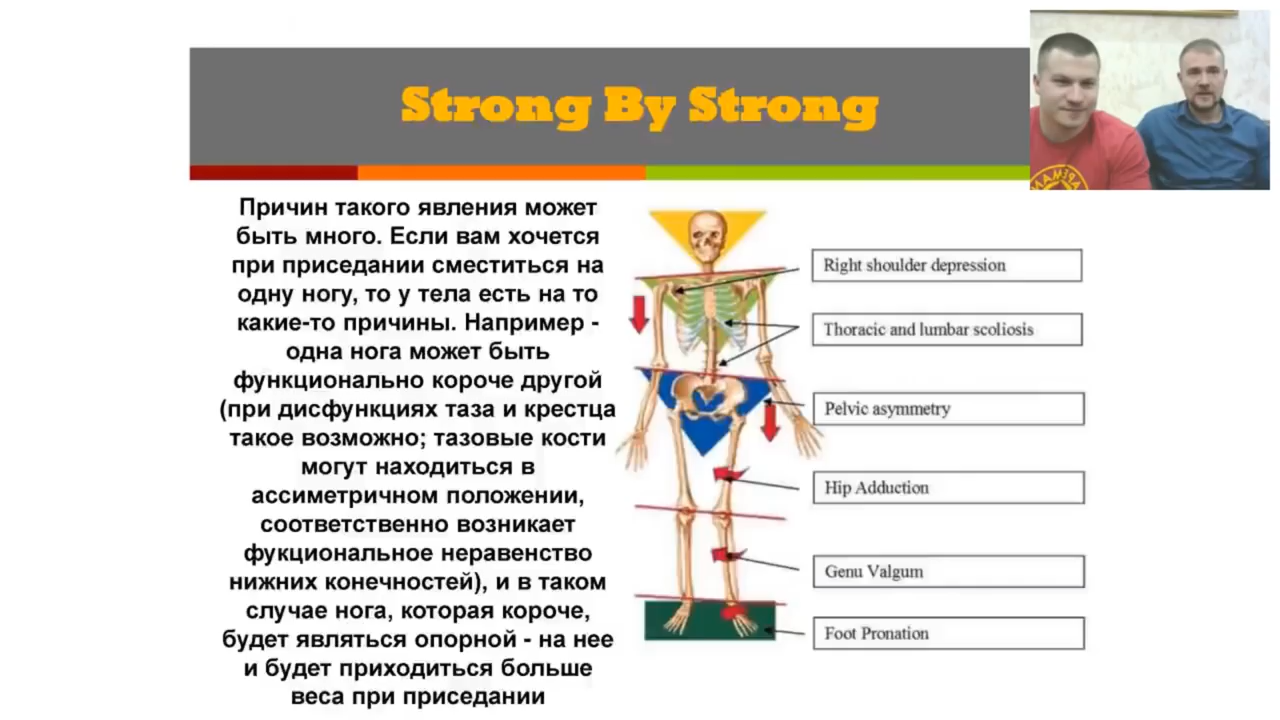 Strong By Strong
Причин такого явления может
быть много. Если вам хочется
при приседании сместиться на
одну ногу, то у тела есть на то
какие-то причины. Например -
одна нога может быть
функционально короче другой
(при дисфункциях таза и крестца
такое возможно; тазовые кости
могут находиться в
ассиметричном положении,
соответственно возникает
фукциональное неравенство
нижних конечностей), и в таком
случае нога, которая короче,
будет являться опорной - на нее
и будет приходиться больше
веса при приседании
Right shoulder depression
Thoracic and lumbar scoliosis
Pelvic asymmetry
Hip Adduction
Genu Valgum
Foot Pronation